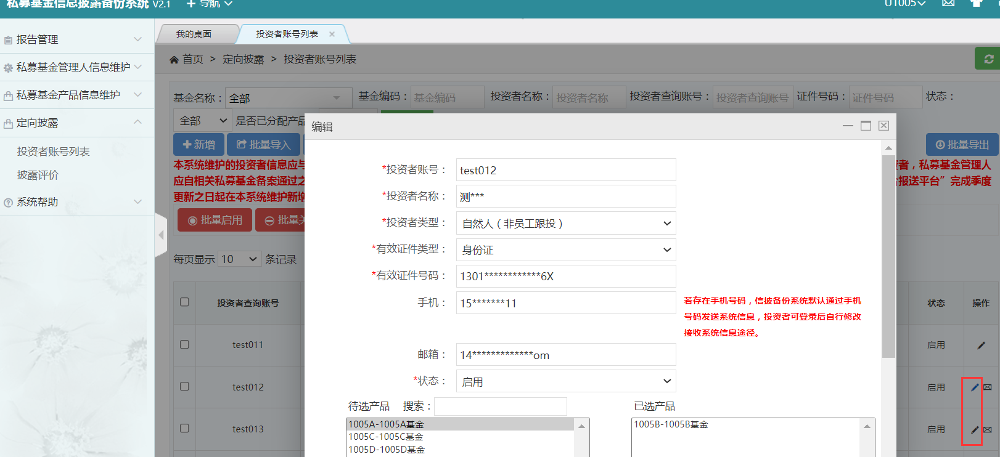 私募基金信息披露备份系统 V2.1
导航
UT005
报告管理
私募基金管理人信息维护
私募基金产品信息维护
定向披露
投资者账号列表
披露评价
系统帮助
我的桌面
投资者账号列表
首页 > 定向披露 > 投资者账号列表
基金名称： 全部 基金编码： 基金编码 投资者名称： 投资者名称 投资者查询账号： 投资者查询账号 证件号码： 证件号码 状态：
全部 是否已分配产品
新增 批量导入 批量导出
本系统维护的投资者信息应与
者，私募基金管理人
应自相关私募基金备案通过之
报送平台”完成季度
更新之日起在本系统维护新增
批量启用 批量关
每页显示 10 条记录
投资者查询账号 状态 操作
test011 启用
test012 启用
test013 启用
编辑
*投资者账号： test012
*投资者名称： 测***
*投资者类型： 自然人（非员工跟投）
*有效证件类型： 身份证
*有效证件号码： 1301************6X
手机： 15*******11
若存在手机号码，信披备份系统默认通过手机
号码发送系统信息，投资者可登录后自行修改
接收系统信息途径。
邮箱： 14*************om
*状态： 启用
待选产品 搜索： 已选产品
1005A-1005A基金
1005C-1005C基金
1005D-1005D基金
1005B-1005B基金